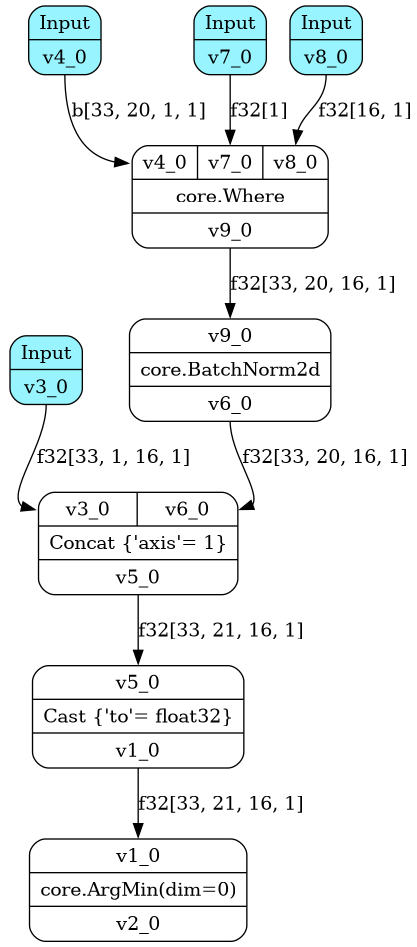 Input
v4_0
Input
v7_0
Input
v8_0
b[33, 20, 1, 1]
f32[1]
f32[16, 1]
v4_0
v7_0
v8_0
core.Where
v9_0
f32[33, 20, 16, 1]
Input
v3_0
v9_0
core.BatchNorm2d
v6_0
f32[33, 1, 16, 1]
f32[33, 20, 16, 1]
v3_0
v6_0
Concat {'axis'= 1}
v5_0
f32[33, 21, 16, 1]
v5_0
Cast {'to'= float32}
v1_0
f32[33, 21, 16, 1]
v1_0
core.ArgMin(dim=0)
v2_0